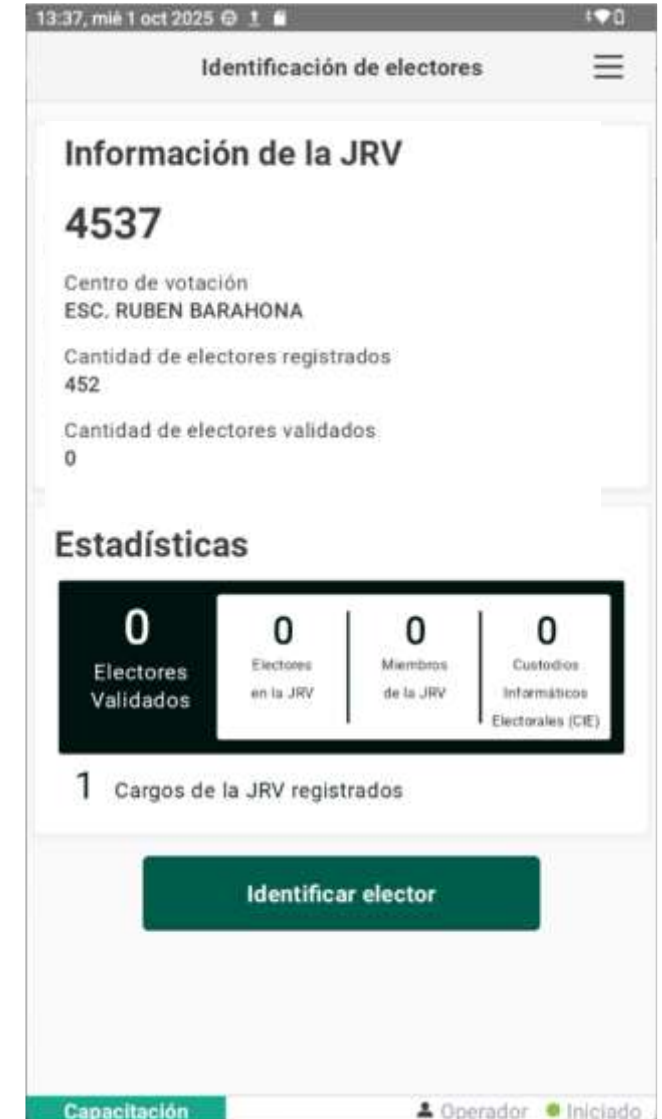 13:37, mié 1 oct 2025
Identificación de electores
Información de la JRV
4537
Centro de votación
ESC. RUBEN BARAHONA
Cantidad de electores registrados
452
Cantidad de electores validados
0
Estadísticas
0
Electores
Validados
0
Electores
en la JRV
0
Miembros
de la JRV
0
Custodios
Informáticos
Electorales (CIE)
1 Cargos de la JRV registrados
Identificar elector
Capacitación
Operador
Iniciado